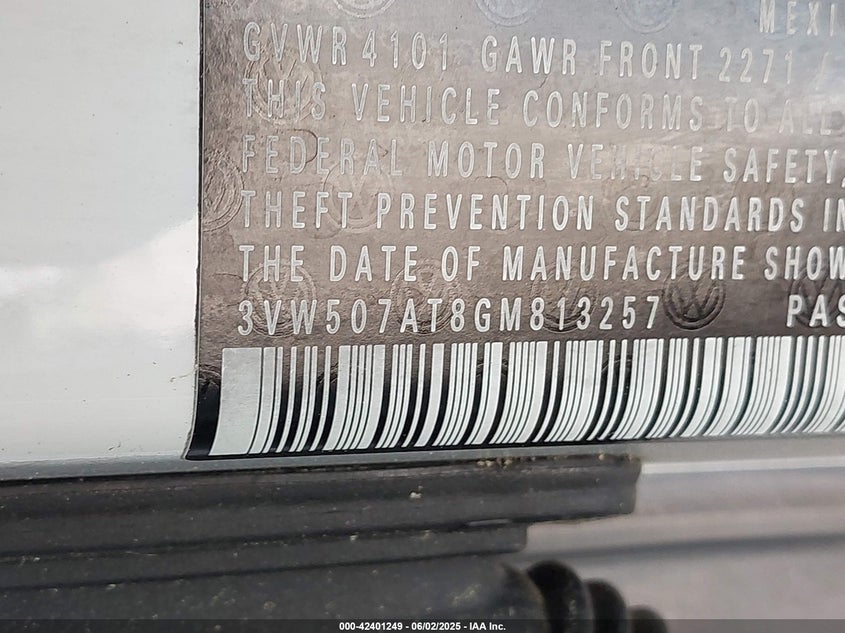 MEXI
GVWR 4101 GAWR FRONT 2271 /
THIS VEHICLE CONFORMS TO ALL
FEDERAL MOTOR VEHICLE SAFETY,
THEFT PREVENTION STANDARDS IN
THE DATE OF MANUFACTURE SHOW
3VW507AT8GM813257 PAS
000-42401249 | 06/02/2025 - IAA Inc.